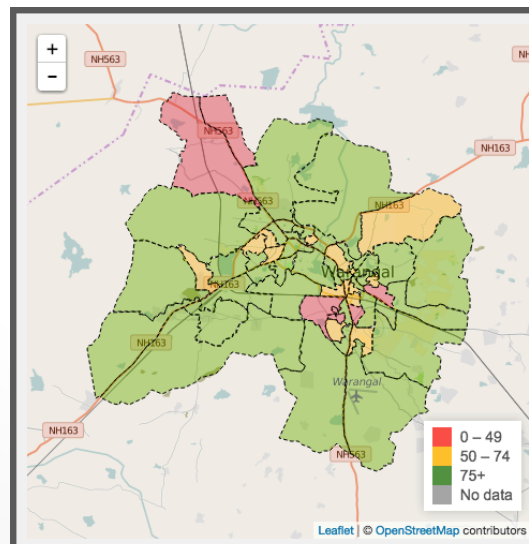 +
−
NH563
NH
NH563
NH163
NH563
NH163
Warangal
NH163
NH163
Warangal
NH163
NH563
0 – 49
50 – 74
75+
No data
Leaflet | © OpenStreetMap contributors